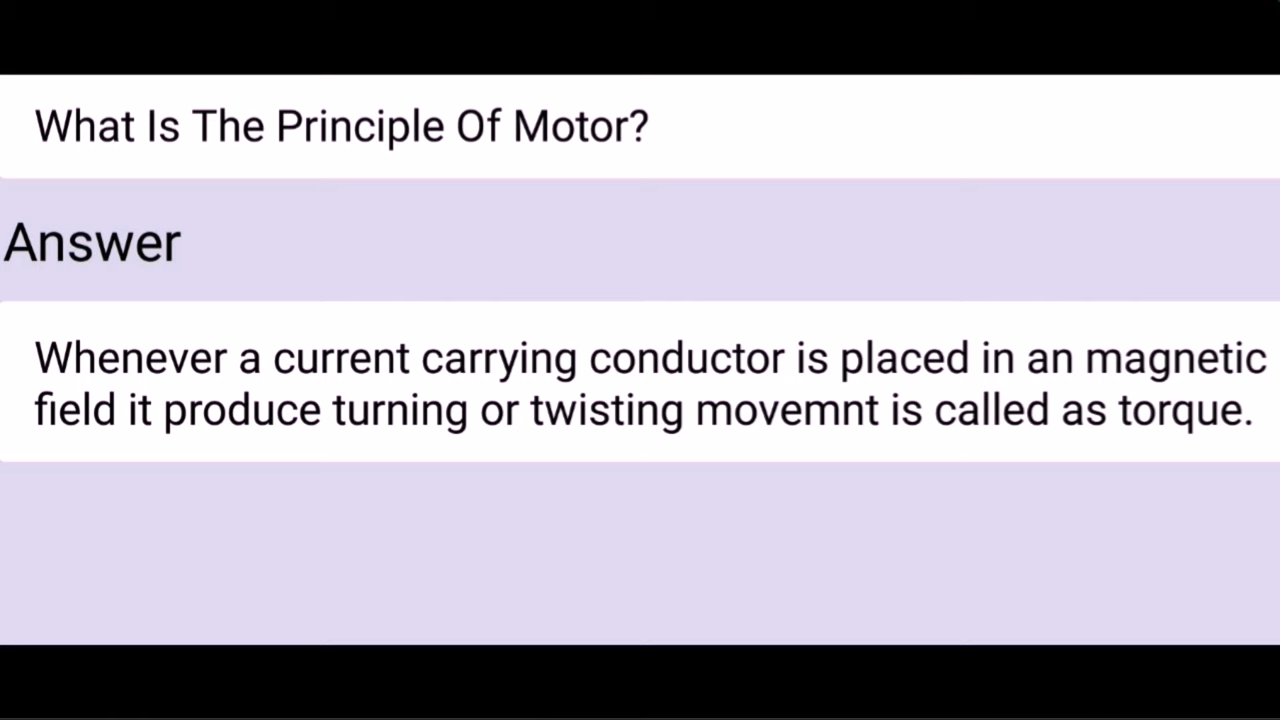 What Is The Principle Of Motor?
Answer
Whenever a current carrying conductor is placed in an magnetic
field it produce turning or twisting movemnt is called as torque.